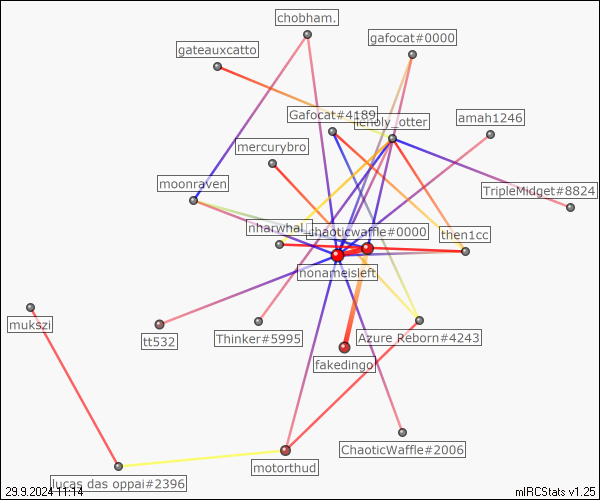 chobham.
gafocat#0000
gateauxcatto
Gafocat#4189
licholy_otter
amah1246
mercurybro
moonraven
TripleMidget#8824
nharwhal
chaoticwaffle#0000
then1cc
nonameisleft
mukszi
tt532
Thinker#5995
Azure Reborn#4243
fakedingo
ChaoticWaffle#2006
motorthud
lucas das oppai#2396
29.9.2024 11:14
mIRCStats v1.25